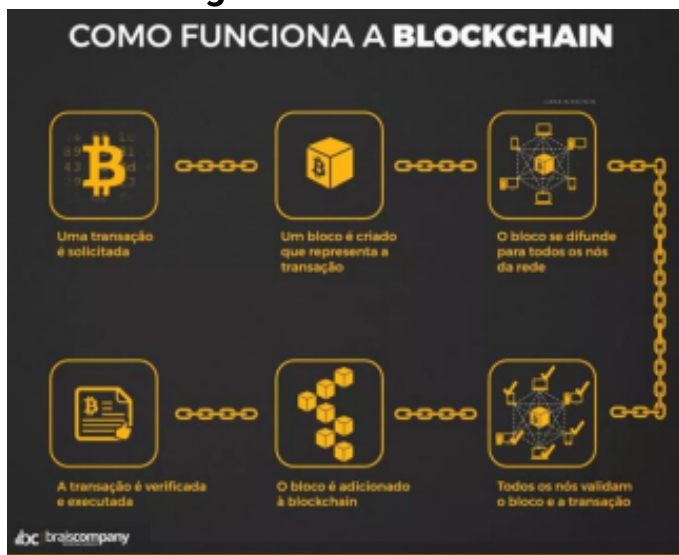 COMO FUNCIONA A BLOCKCHAIN
Uma transação
é solicitada
Um bloco é criado
que representa a
transação
O bloco se difunde
para todos os nós
da rede
Todos os nós validam
o bloco e a transação
O bloco é adicionado
à blockchain
A transação é verificada
e executada
bc braiscompany